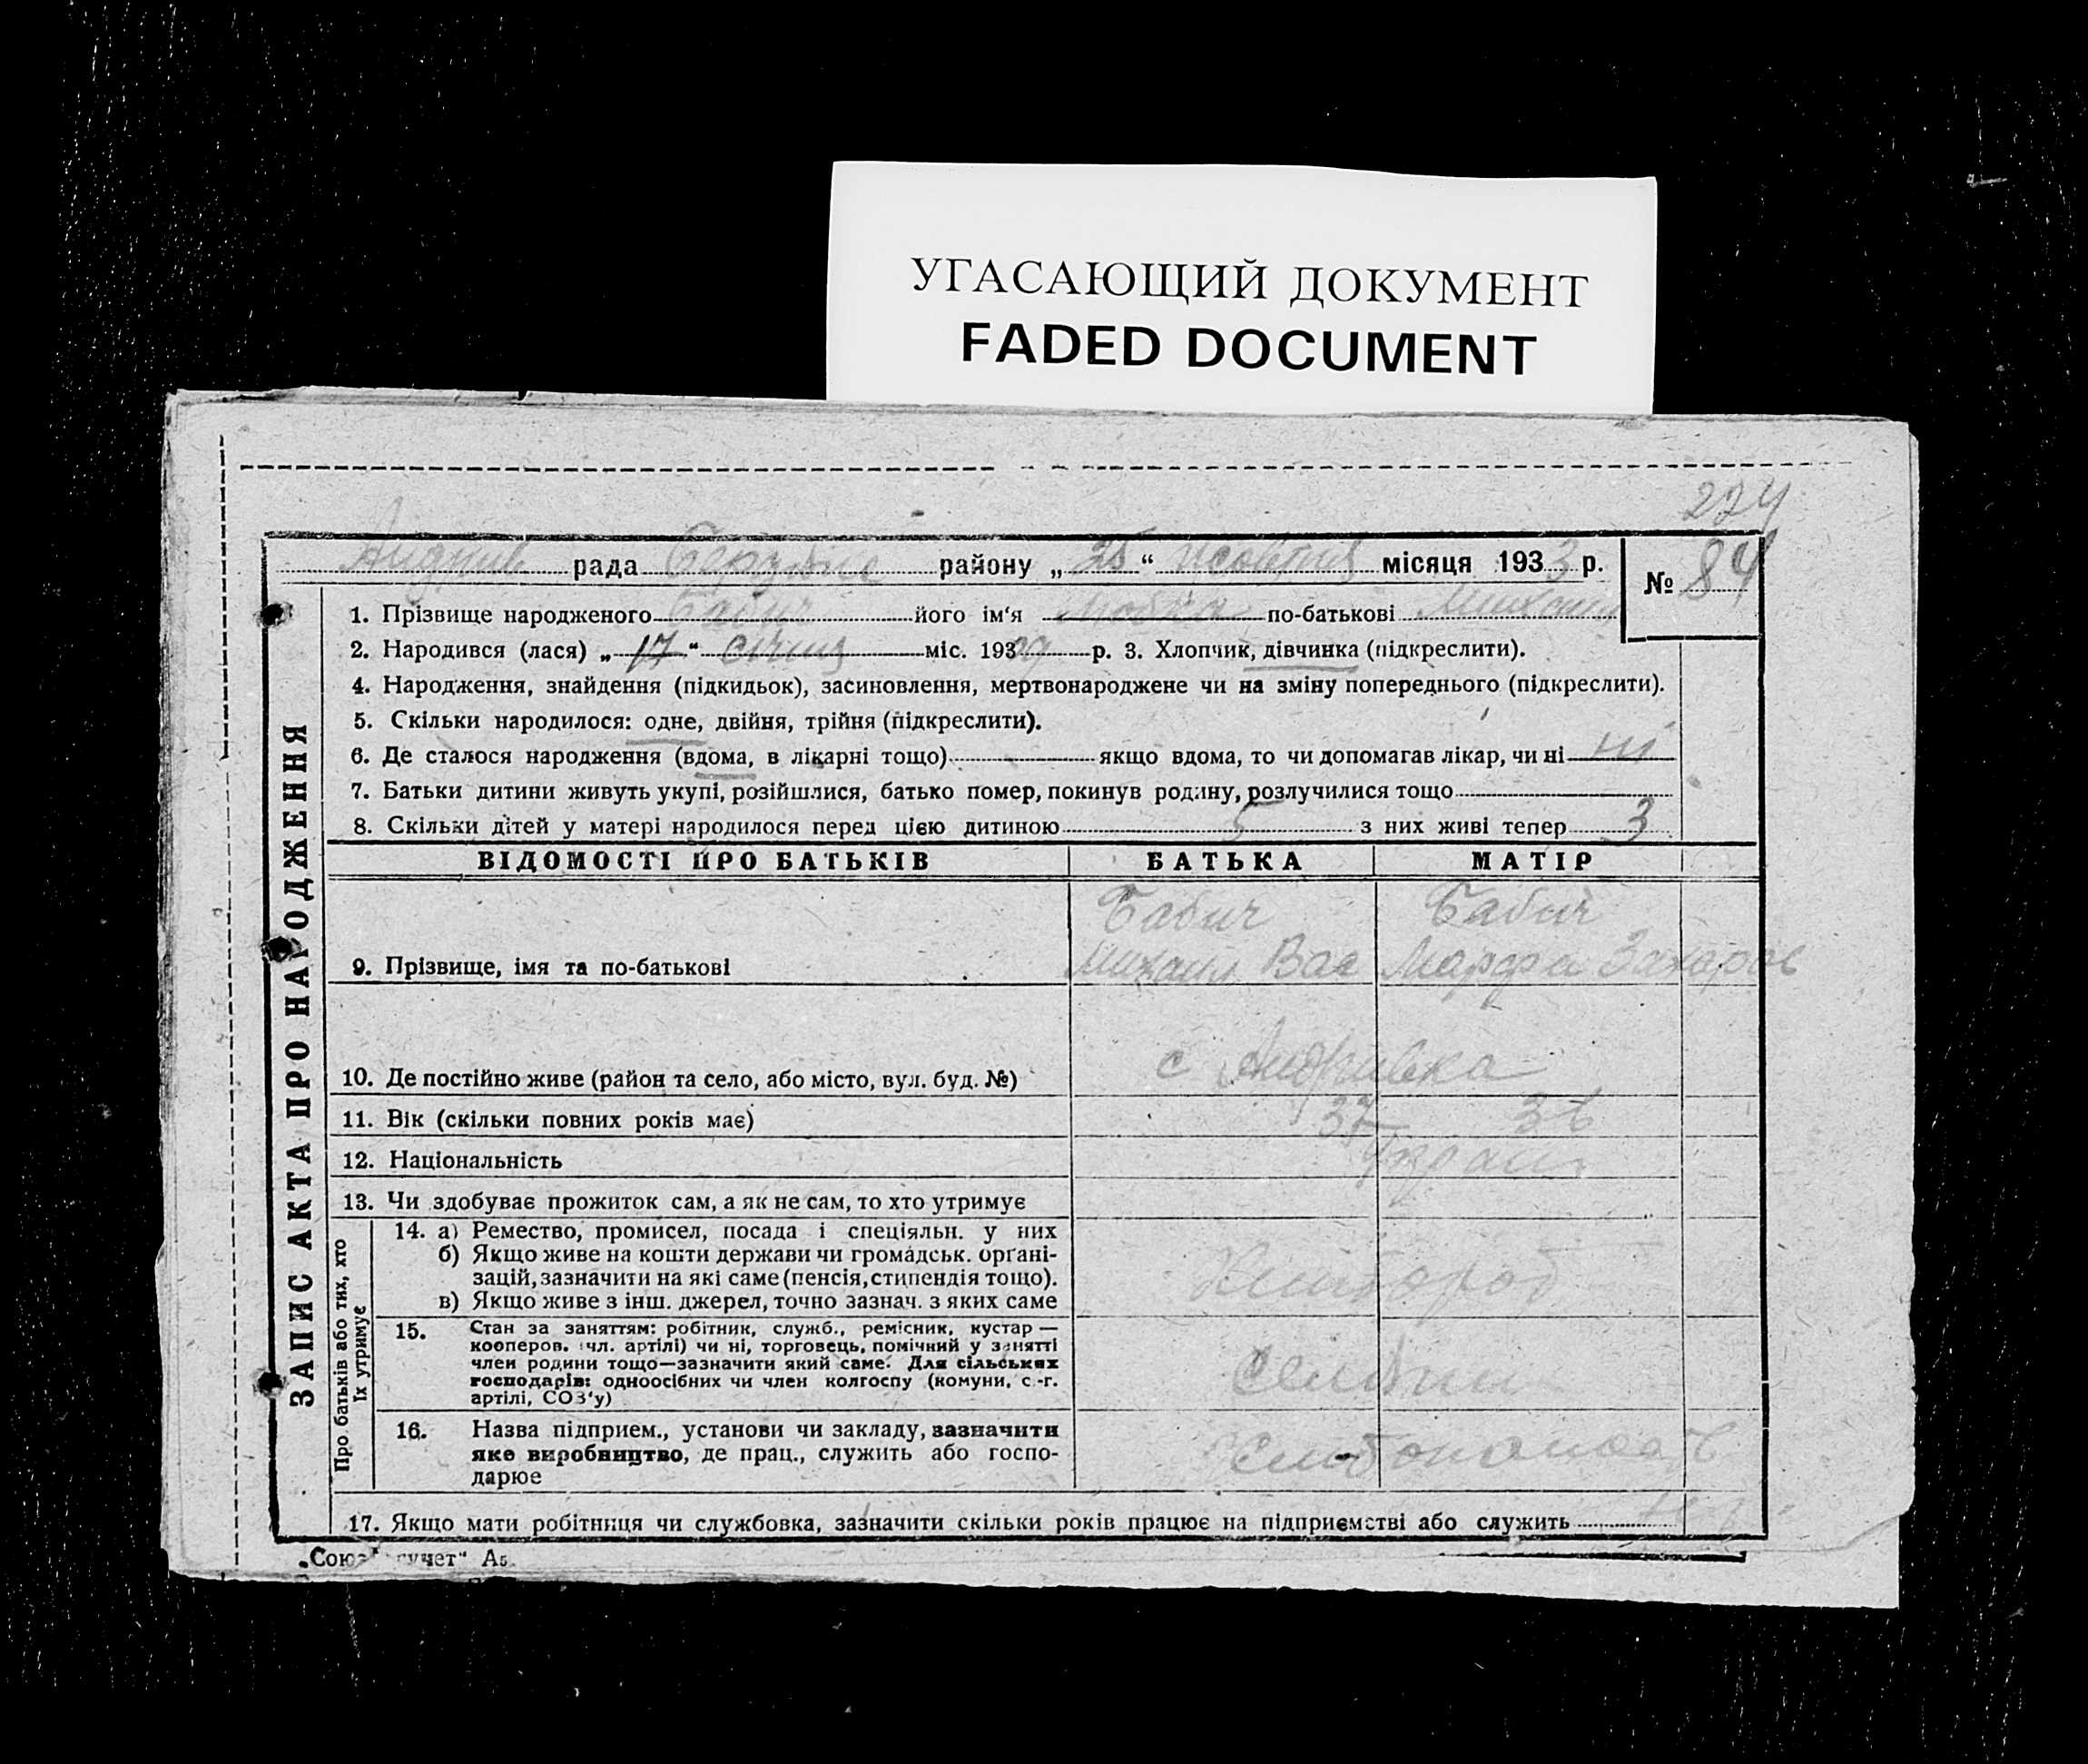 УГАСАЮЩИЙ ДОКУМЕНТ
FADED DOCUMENT
224
рада району „ 25 “ жовтня місяця 1933 р.
№ 84
ЗАПИС АКТА ПРО НАРОДЖЕННЯ
1. Прізвище народженого Бабич його ім‘я по-батькові
2. Народився (лася) „ 17 “ січня міс. 193 р. 3. Хлопчик, дівчинка (підкреслити).
4. Народження, знайдення (підкидьок), засиновлення, мертвонароджене чи на зміну попереднього (підкреслити).
5. Скільки народилося: одне, двійня, трійня (підкреслити).
6. Де сталося народження (вдома, в лікарні тощо) якщо вдома, то чи допомагав лікар, чи ні ні
7. Батьки дитини живуть укупі, розійшлися, батько помер, покинув родину, розлучилися тощо
8. Скільки дітей у матері народилося перед цією дитиною 5 з них живі тепер 3
ВІДОМОСТІ ПРО БАТЬКІВ БАТЬКА МАТІР
Бабич Бабич
9. Прізвище, імя та по-батькові Михаил Вас Марфа Захаров
10. Де постійно живе (район та село, або місто, вул. буд. №) с Андріивка
11. Вік (скільки повних років має) 37 36
12. Національність Украін
13. Чи здобуває прожиток сам, а як не сам, то хто утримує
Про батьків або тих, хто
їх утримує
14. а) Ремество, промисел, посада і спеціяльн. у них
б) Якщо живе на кошти держави чи громадськ. органі-
зацій, зазначити на які саме (пенсія, стипендія тощо).
в) Якщо живе з інш. джерел, точно зазнач. з яких саме
15. Стан за заняттям: робітник, служб., ремісник, кустар —
кооперов. чл. артілі) чи ні, торговець, помічний у занятті
член родини тощо—зазначити який саме. Для сільських
господарів: одноосібних чи член колгоспу (комуни, с.-г.
артілі, СОЗ‘у)
16. Назва підприєм., установи чи закладу, зазначити
яке виробництво, де прац., служить або госпо-
дарює
17. Якщо мати робітниця чи службовка, зазначити скільки років працює на підприємстві або служить